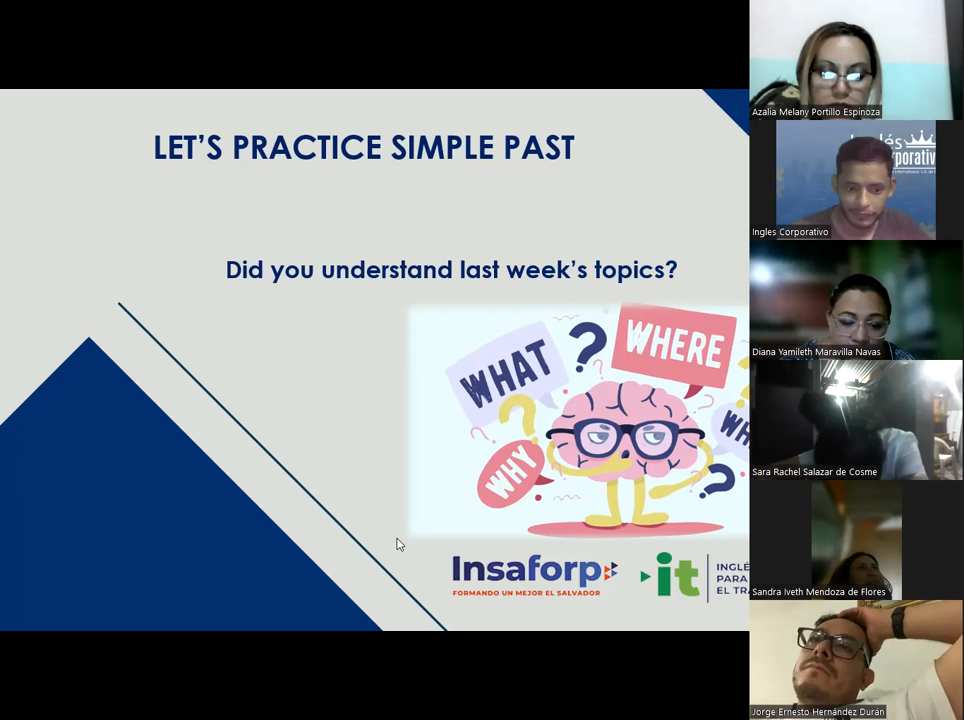 LET'S PRACTICE SIMPLE PAST
Did you understand last week's topics?
WHAT
WHERE
WHY
Insaforp
FORMANDO UN MEJOR EL SALVADOR
it
PARA
Azalia Melany Portillo Espinoza
Ingles Corporativo
Diana Yamileth Maravilla Navas
Sara Rachel Salazar de Cosme
Sandra Iveth Mendoza de Flores
Jorge Ernesto Hernández Durán